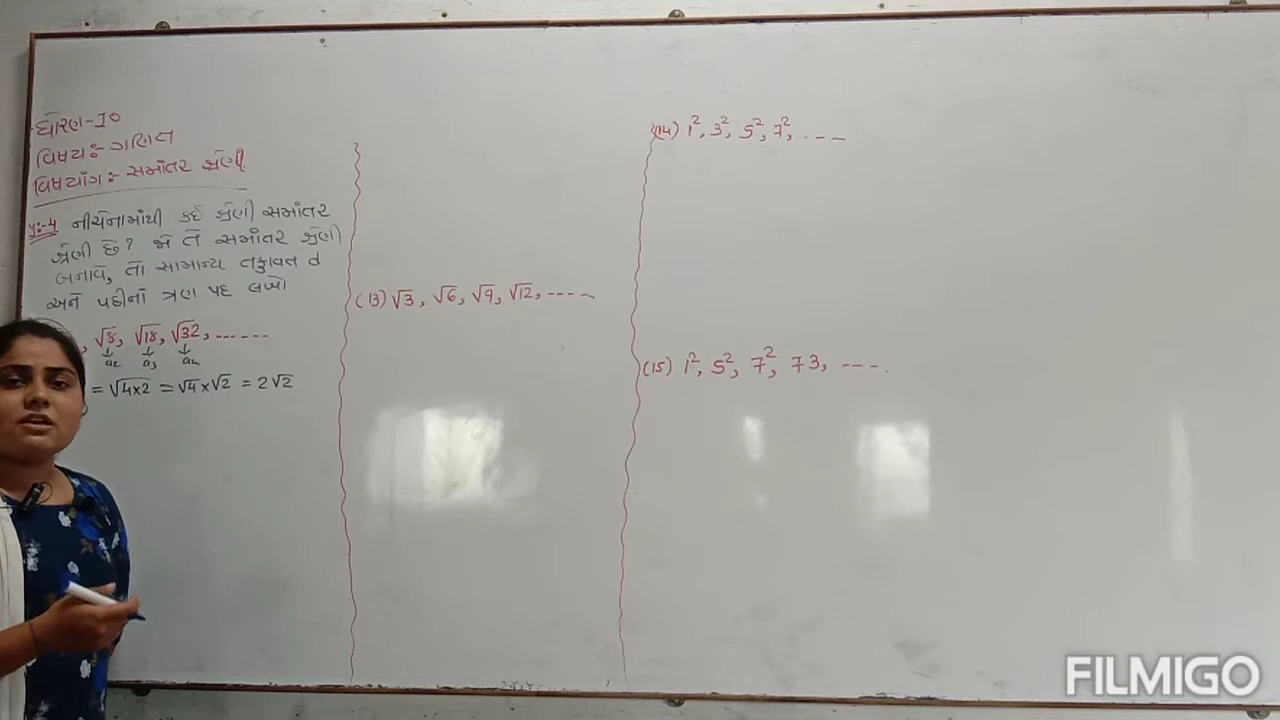 ધોરણ-10
વિષય:- ગણિત
વિષયાંગ:- સમાંતર શ્રેણી
પ્ર:-4 નીચેનામાંથી કઈ શ્રેણી સમાંતર
શ્રેણી છે? જો તે સમાંતર શ્રેણી
બનાવે, તો સામાન્ય તફાવત d
અને પછીનાં ત્રણ પદ લખો
, √8, √18, √32, ......
a₂ a₃ a₄
= √4×2 = √4×√2 = 2√2
(13) √3, √6, √9, √12, ----
(14) 1², 3², 5², 7², ---
(15) 1², 5², 7², 73, ---.
FILMIGO